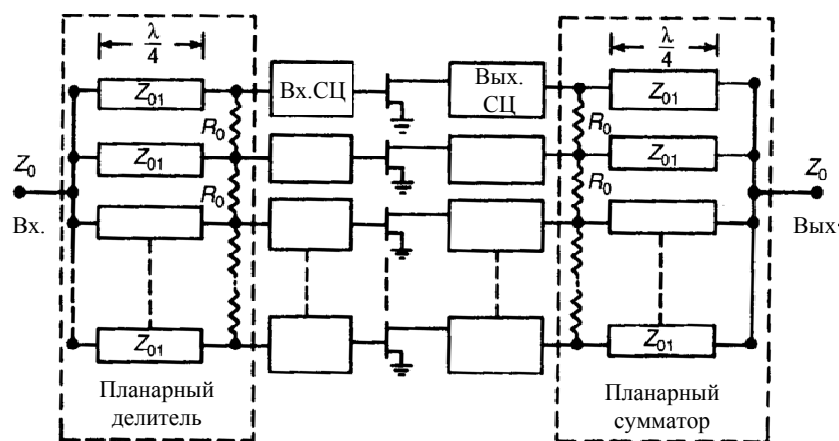 λ/4
λ/4
Z01
Вх.СЦ
Вых. СЦ
Z01
R0
R0
Z01
Z01
Z0
Z0
R0
R0
Вх.
Вых.
Z01
Z01
Планарный
делитель
Планарный
сумматор